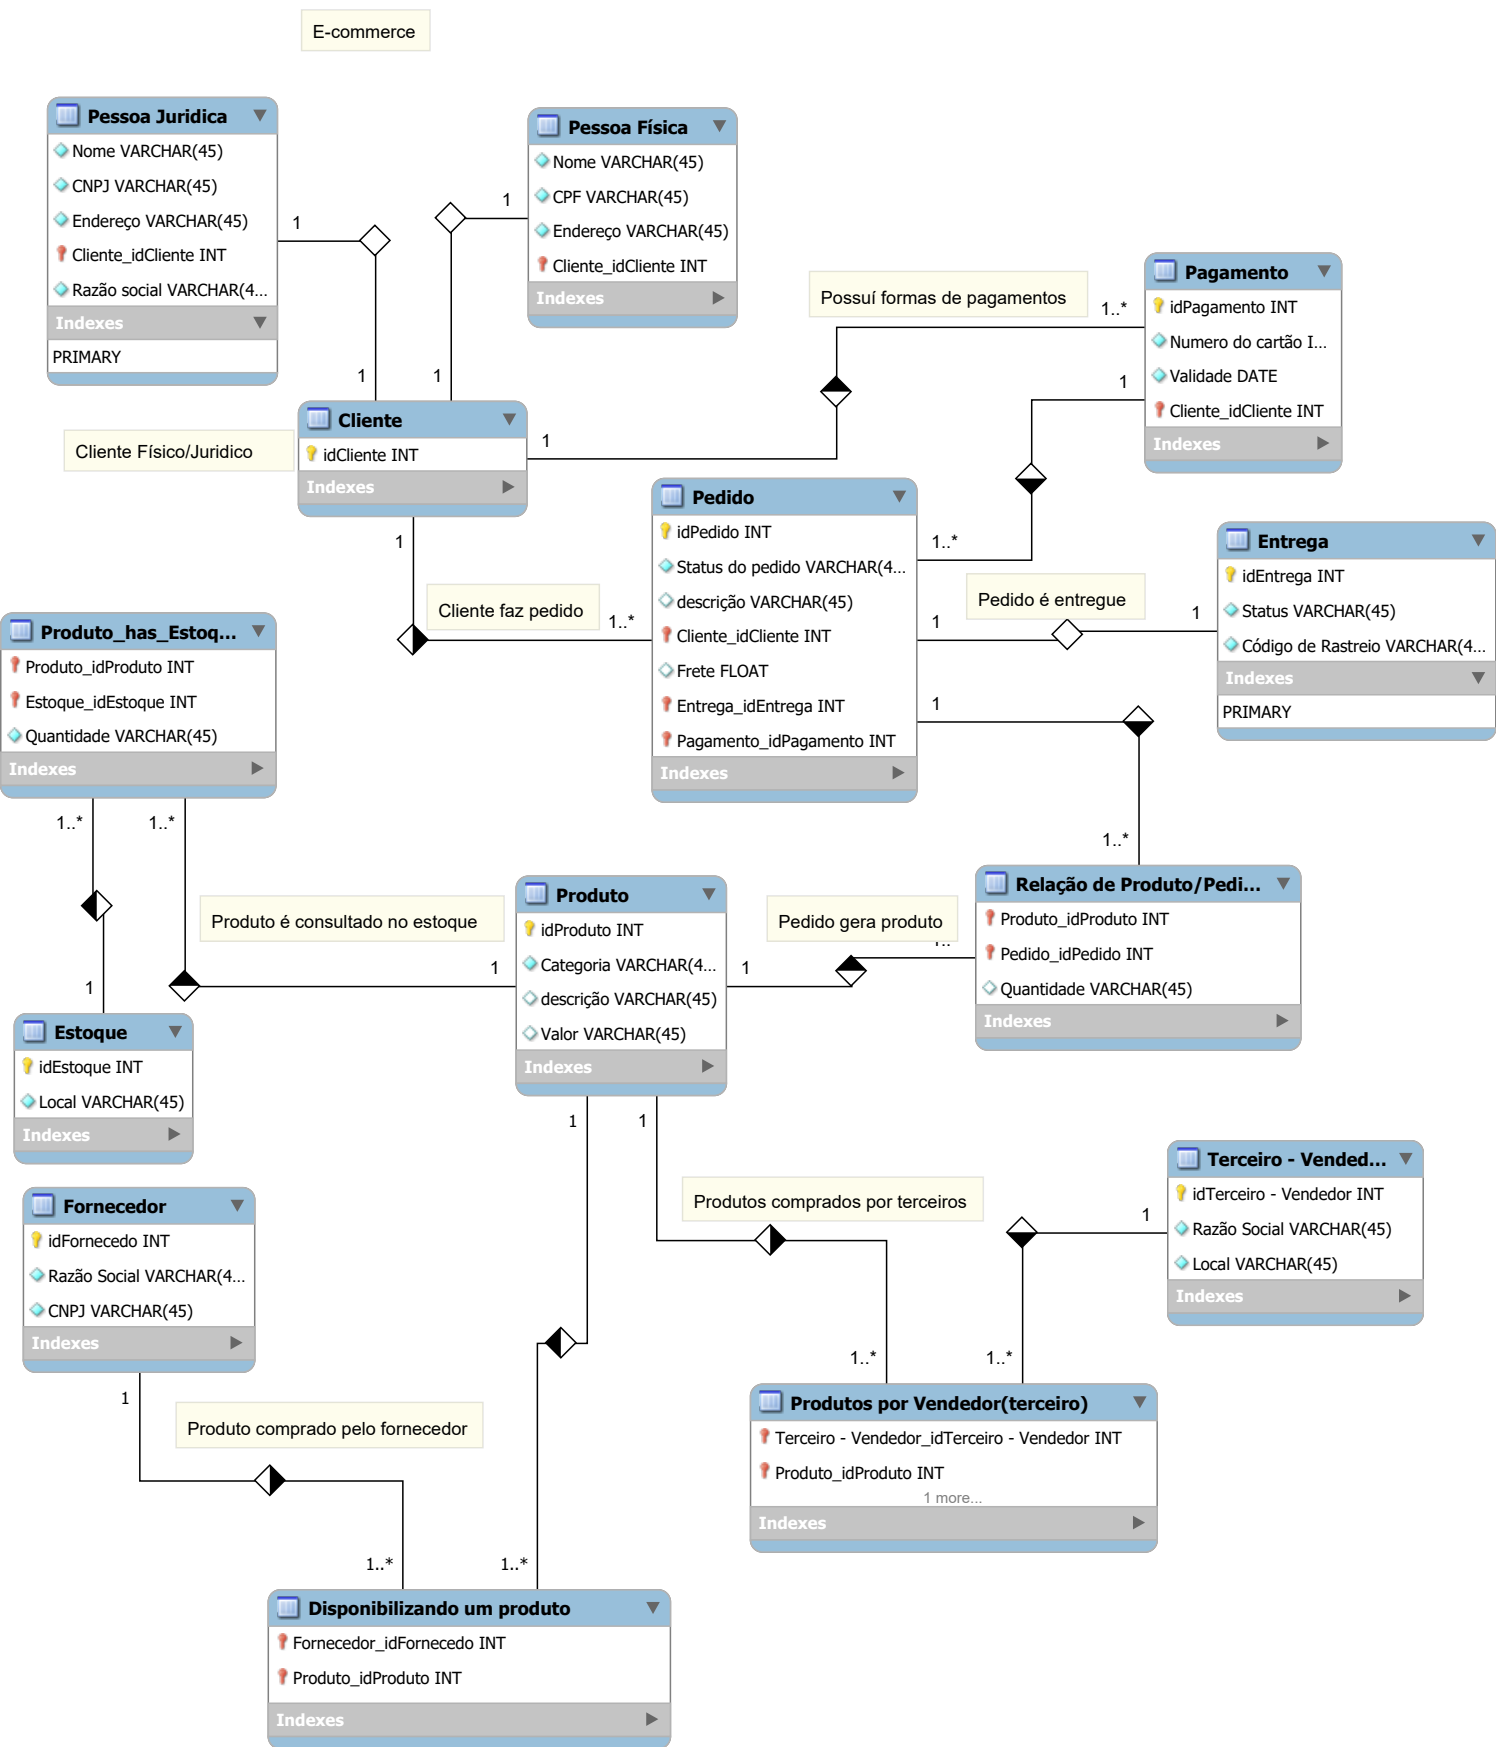 E-commerce
Pessoa Juridica
Nome VARCHAR(45)
CNPJ VARCHAR(45)
Endereço VARCHAR(45)
Cliente_idCliente INT
Razão social VARCHAR(4...
Indexes
PRIMARY
Pessoa Física
Nome VARCHAR(45)
CPF VARCHAR(45)
Endereço VARCHAR(45)
Cliente_idCliente INT
Indexes
1
1
1
1
Possuí formas de pagamentos
1..*
1
Pagamento
idPagamento INT
Numero do cartão I...
Validade DATE
Cliente_idCliente INT
Indexes
Cliente Físico/Juridico
Cliente
idCliente INT
Indexes
1
1
Cliente faz pedido
1..*
Pedido
idPedido INT
Status do pedido VARCHAR(4...
descrição VARCHAR(45)
Cliente_idCliente INT
Frete FLOAT
Entrega_idEntrega INT
Pagamento_idPagamento INT
Indexes
1..*
1
1
Pedido é entregue
1
Entrega
idEntrega INT
Status VARCHAR(45)
Código de Rastreio VARCHAR(4...
Indexes
PRIMARY
Produto_has_Estoq...
Produto_idProduto INT
Estoque_idEstoque INT
Quantidade VARCHAR(45)
Indexes
1..*
1..*
Produto é consultado no estoque
1
1
Estoque
idEstoque INT
Local VARCHAR(45)
Indexes
Produto
idProduto INT
Categoria VARCHAR(4...
descrição VARCHAR(45)
Valor VARCHAR(45)
Indexes
1
Pedido gera produto
1..*
Relação de Produto/Pedi...
Produto_idProduto INT
Pedido_idPedido INT
Quantidade VARCHAR(45)
Indexes
1
1
Produtos comprados por terceiros
1
Terceiro - Vended...
idTerceiro - Vendedor INT
Razão Social VARCHAR(45)
Local VARCHAR(45)
Indexes
Fornecedor
idFornecedo INT
Razão Social VARCHAR(4...
CNPJ VARCHAR(45)
Indexes
1
Produto comprado pelo fornecedor
1..*
1..*
Produtos por Vendedor(terceiro)
Terceiro - Vendedor_idTerceiro - Vendedor INT
Produto_idProduto INT
1 more...
Indexes
1..*
1..*
Disponibilizando um produto
Fornecedor_idFornecedo INT
Produto_idProduto INT
Indexes